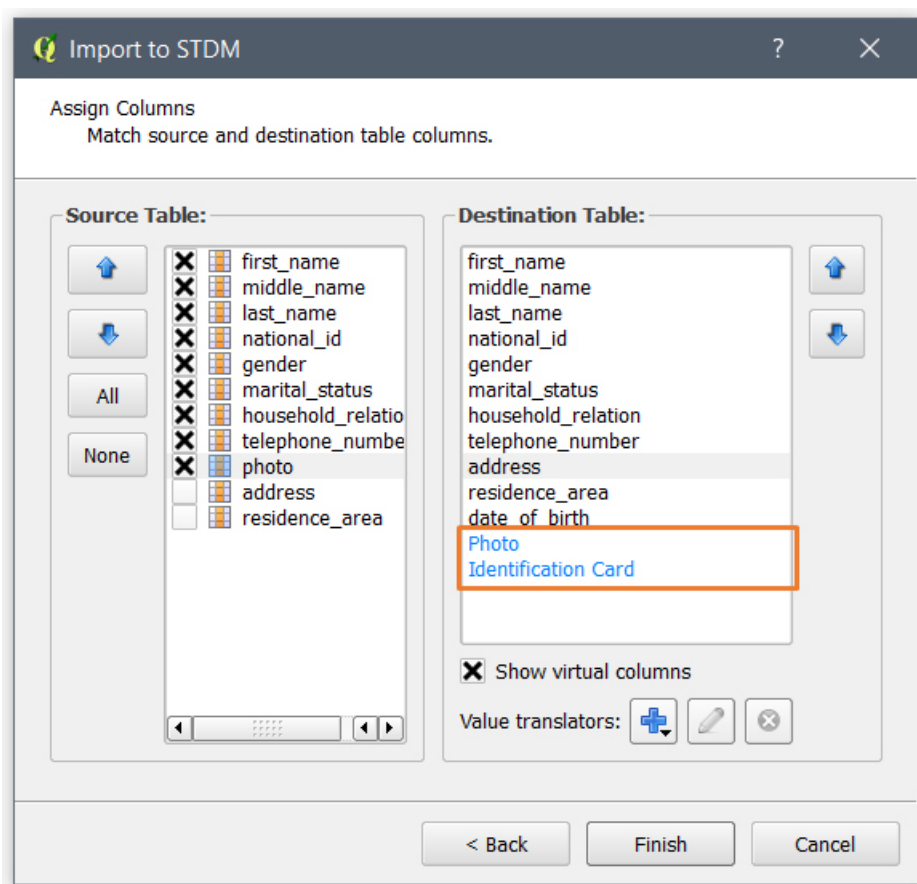 Import to STDM
Assign Columns
Match source and destination table columns.
Source Table:
All
None
first_name
middle_name
last_name
national_id
gender
marital_status
household_relatio
telephone_numbe
photo
address
residence_area
Destination Table:
first_name
middle_name
last_name
national_id
gender
marital_status
household_relation
telephone_number
address
residence_area
date_of_birth
Photo
Identification Card
Show virtual columns
Value translators:
< Back
Finish
Cancel